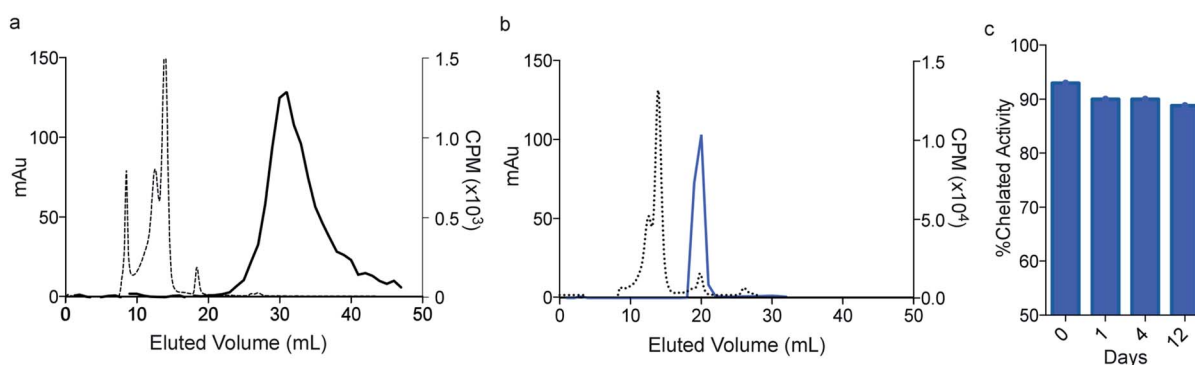 a
150
100
50
0
mAu
1.5
1.0
0.5
0
CPM (x10³)
0 10 20 30 40 50
Eluted Volume (mL)
b
150
100
50
0
mAu
1.5
1.0
5.0
0.0
CPM (x10⁴)
0 10 20 30 40 50
Eluted Volume (mL)
c
100
90
80
70
60
50
%Chelated Activity
0 1 4 12
Days